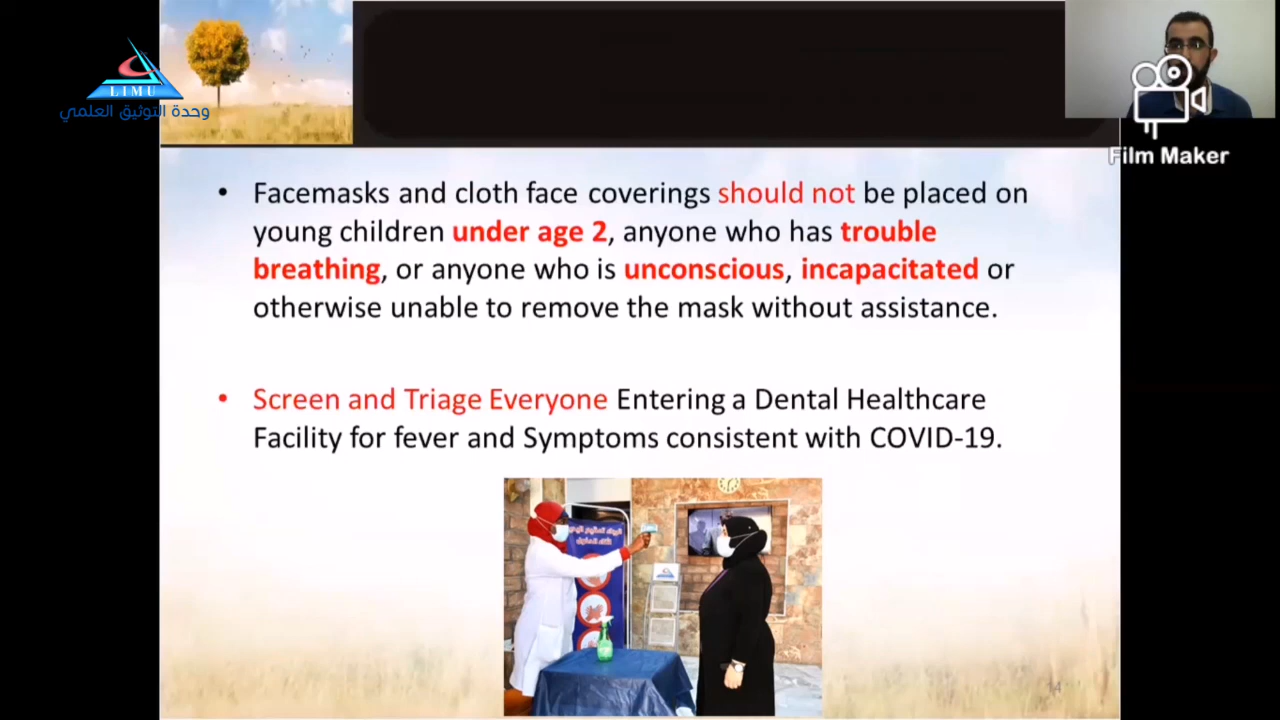 LIMU
وحدة التوثيق العلمي
Film Maker
• Facemasks and cloth face coverings should not be placed on
young children under age 2, anyone who has trouble
breathing, or anyone who is unconscious, incapacitated or
otherwise unable to remove the mask without assistance.
• Screen and Triage Everyone Entering a Dental Healthcare
Facility for fever and Symptoms consistent with COVID-19.
14